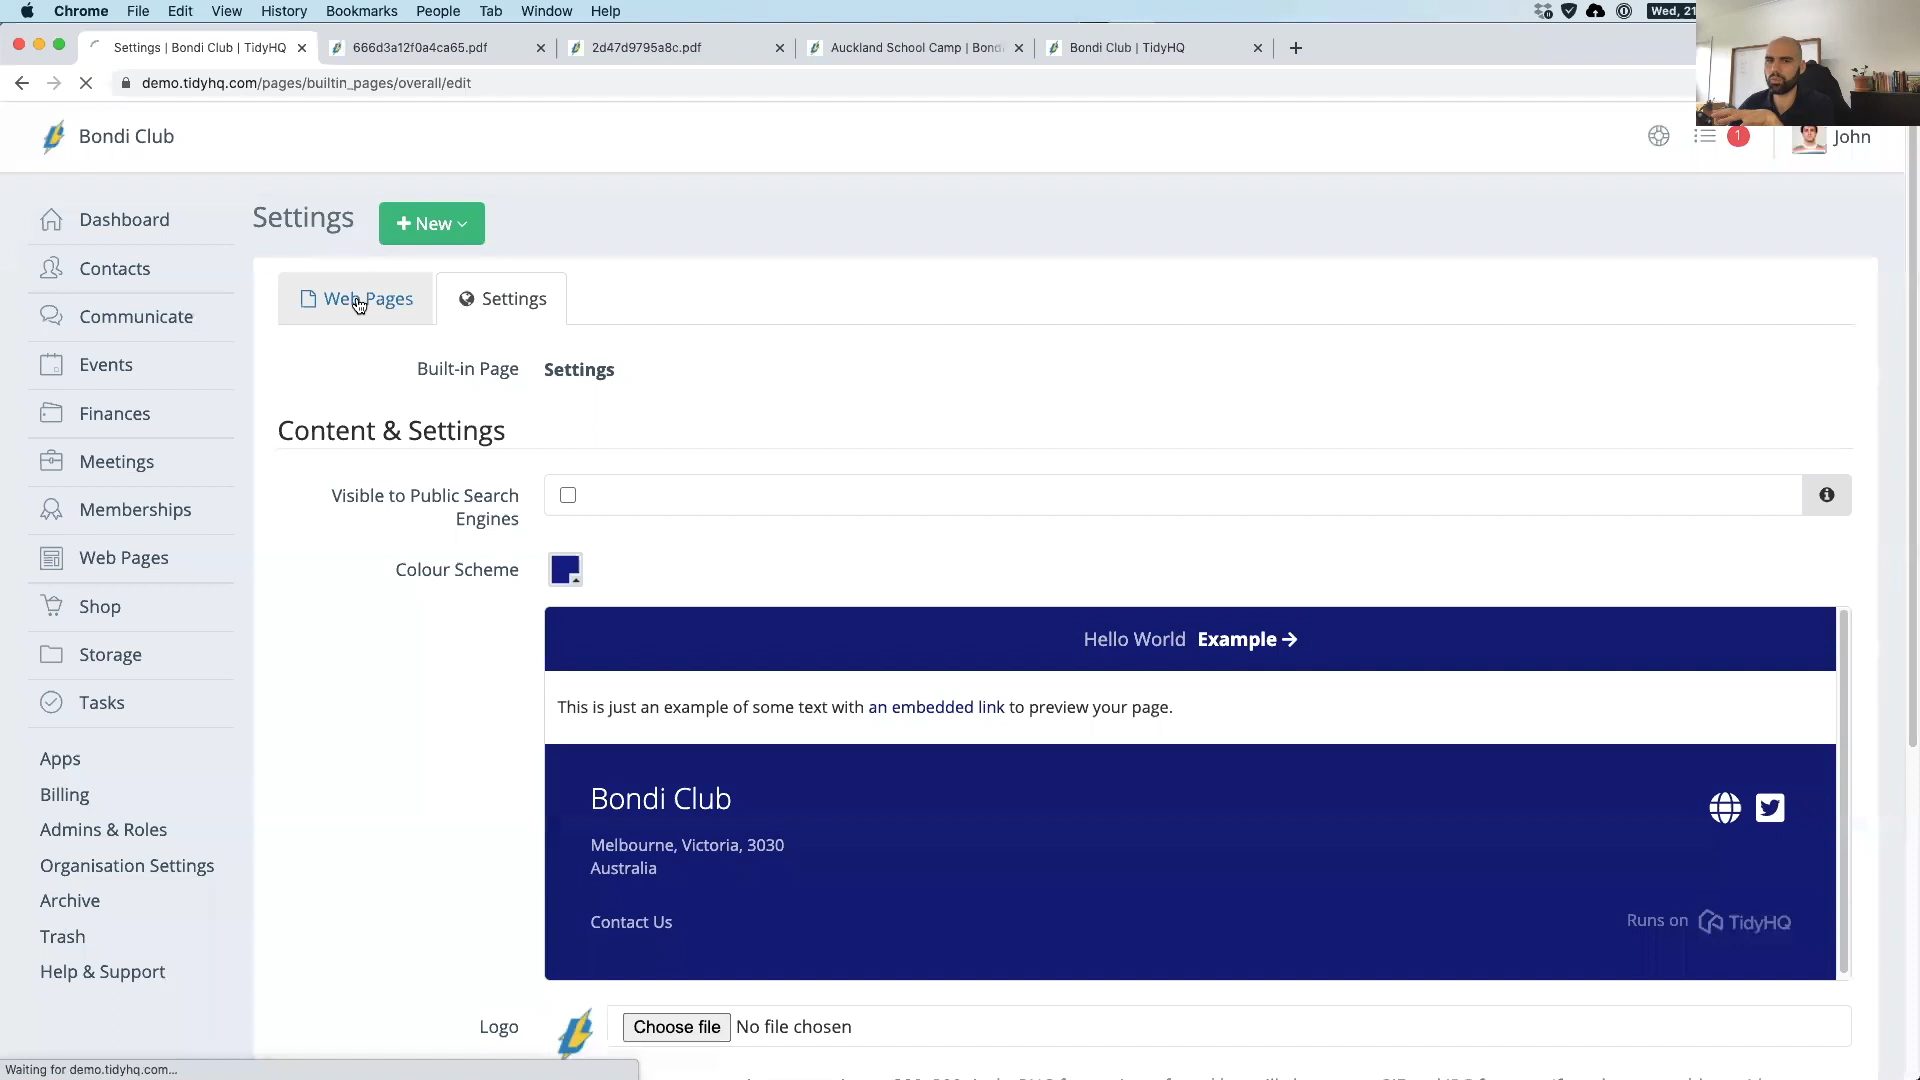 Chrome File Edit View History Bookmarks People Tab Window Help
Wed, 21
Settings | Bondi Club | TidyHQ
666d3a12f0a4ca65.pdf
2d47d9795a8c.pdf
Auckland School Camp | Bondi
Bondi Club | TidyHQ
demo.tidyhq.com/pages/builtin_pages/overall/edit
Bondi Club
1
John
Dashboard
Contacts
Communicate
Events
Finances
Meetings
Memberships
Web Pages
Shop
Storage
Tasks
Apps
Billing
Admins & Roles
Organisation Settings
Archive
Trash
Help & Support
Settings
New
Web Pages
Settings
Built-in Page Settings
Content & Settings
Visible to Public Search
Engines
Colour Scheme
Hello World Example
This is just an example of some text with an embedded link to preview your page.
Bondi Club
Melbourne, Victoria, 3030
Australia
Contact Us
Runs on TidyHQ
Logo
Choose file No file chosen
Waiting for demo.tidyhq.com...